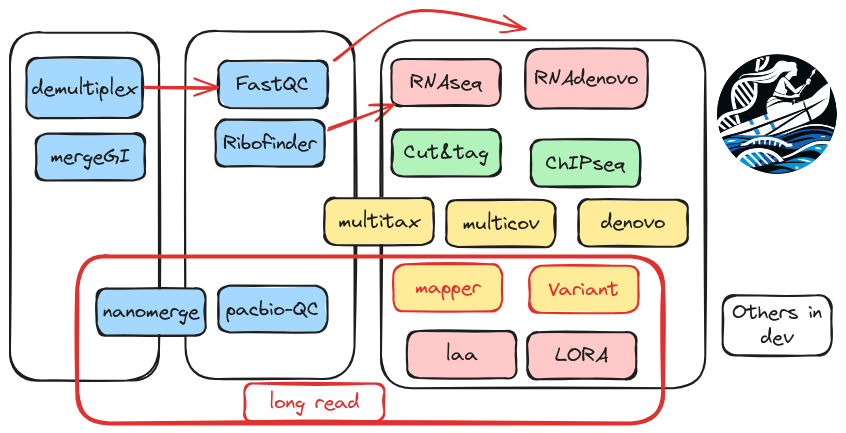 demultiplex
mergeGI
FastQC
Ribofinder
RNAseq
RNAdenovo
Cut&tag
ChIPseq
multitax
multicov
denovo
nanomerge
pacbio-QC
mapper
Variant
laa
LORA
long read
Others in
dev